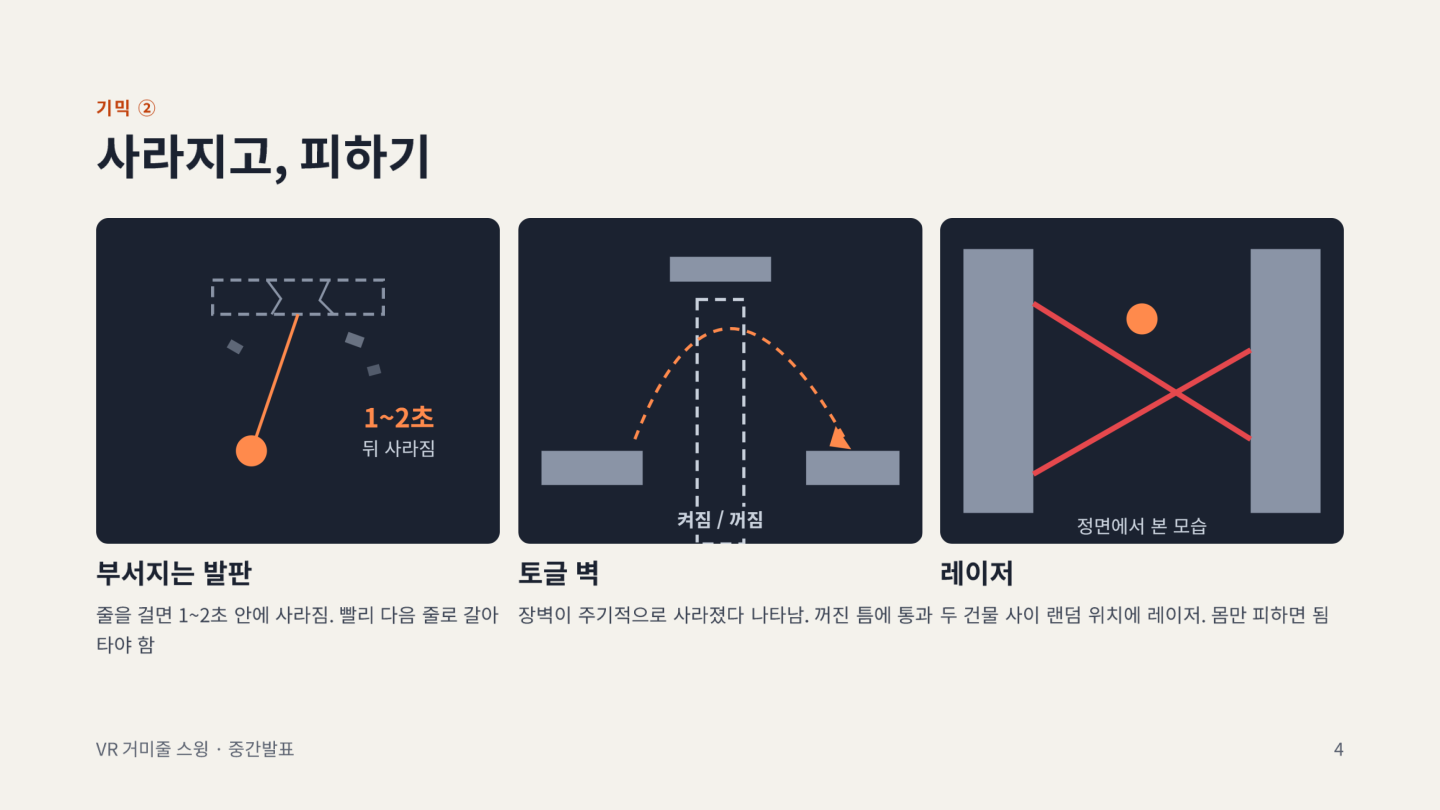 기믹 ②
사라지고, 피하기
1~2초
뒤 사라짐
켜짐 / 꺼짐
정면에서 본 모습
부서지는 발판
줄을 걸면 1~2초 안에 사라짐. 빨리 다음 줄로 갈아
타야 함
토글 벽
장벽이 주기적으로 사라졌다 나타남. 꺼진 틈에 통과
레이저
두 건물 사이 랜덤 위치에 레이저. 몸만 피하면 됨
VR 거미줄 스윙 · 중간발표
4